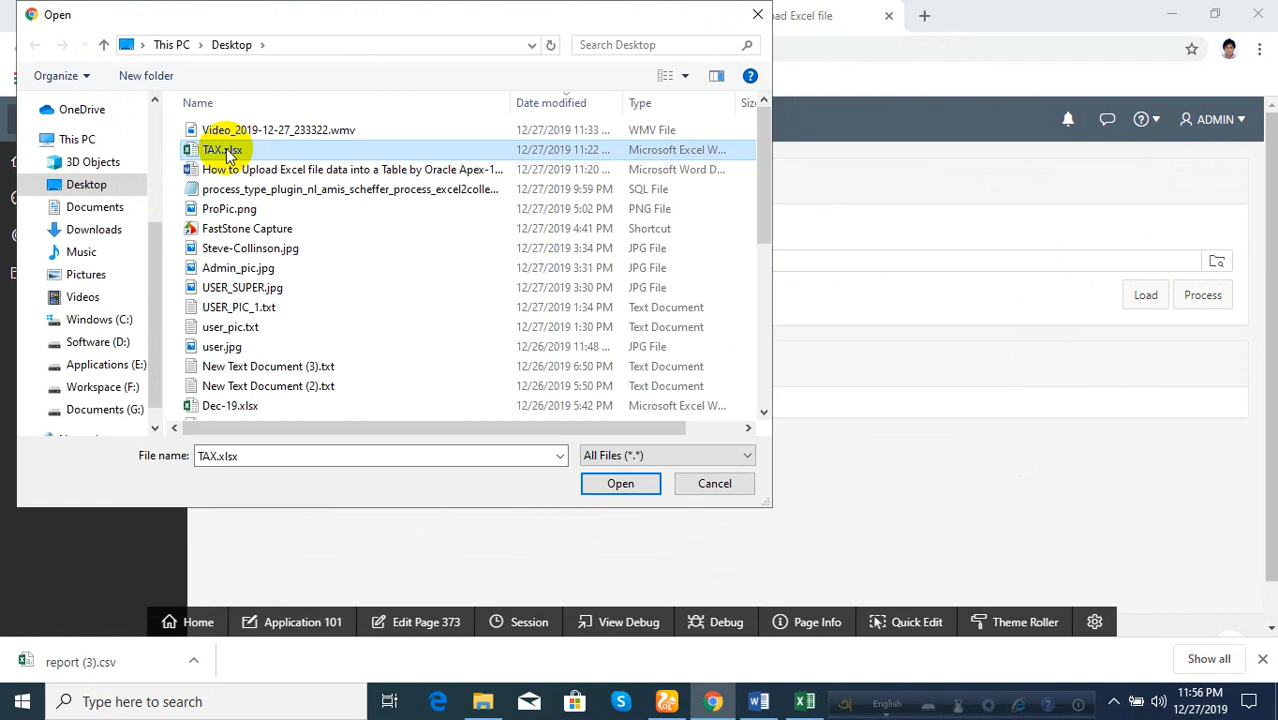 Open
oad Excel file
This PC
Desktop
Search Desktop
Organize
New folder
Name
Date modified
Type
Siz
OneDrive
This PC
3D Objects
Desktop
Documents
Downloads
Music
Pictures
Videos
Windows (C:)
Software (D:)
Applications (E:)
Workspace (F:)
Documents (G:)
Video_2019-12-27_233322.wmv 12/27/2019 11:33 ... WMV File
TAX.xlsx 12/27/2019 11:22 ... Microsoft Excel W...
How to Upload Excel file data into a Table by Oracle Apex-1... 12/27/2019 11:20 ... Microsoft Word D...
process_type_plugin_nl_amis_scheffer_process_excel2colle... 12/27/2019 9:59 PM SQL File
ProPic.png 12/27/2019 5:02 PM PNG File
FastStone Capture 12/27/2019 4:41 PM Shortcut
Steve-Collinson.jpg 12/27/2019 3:34 PM JPG File
Admin_pic.jpg 12/27/2019 3:31 PM JPG File
USER_SUPER.jpg 12/27/2019 3:30 PM JPG File
USER_PIC_1.txt 12/27/2019 1:34 PM Text Document
user_pic.txt 12/27/2019 1:30 PM Text Document
user.jpg 12/26/2019 11:48 ... JPG File
New Text Document (3).txt 12/26/2019 6:50 PM Text Document
New Text Document (2).txt 12/26/2019 5:50 PM Text Document
Dec-19.xlsx 12/26/2019 5:42 PM Microsoft Excel W...
File name: TAX.xlsx
All Files (*.*)
Open
Cancel
ADMIN
Load
Process
Home
Application 101
Edit Page 373
Session
View Debug
Debug
Page Info
Quick Edit
Theme Roller
report (3).csv
Show all
Type here to search
English
11:56 PM
12/27/2019